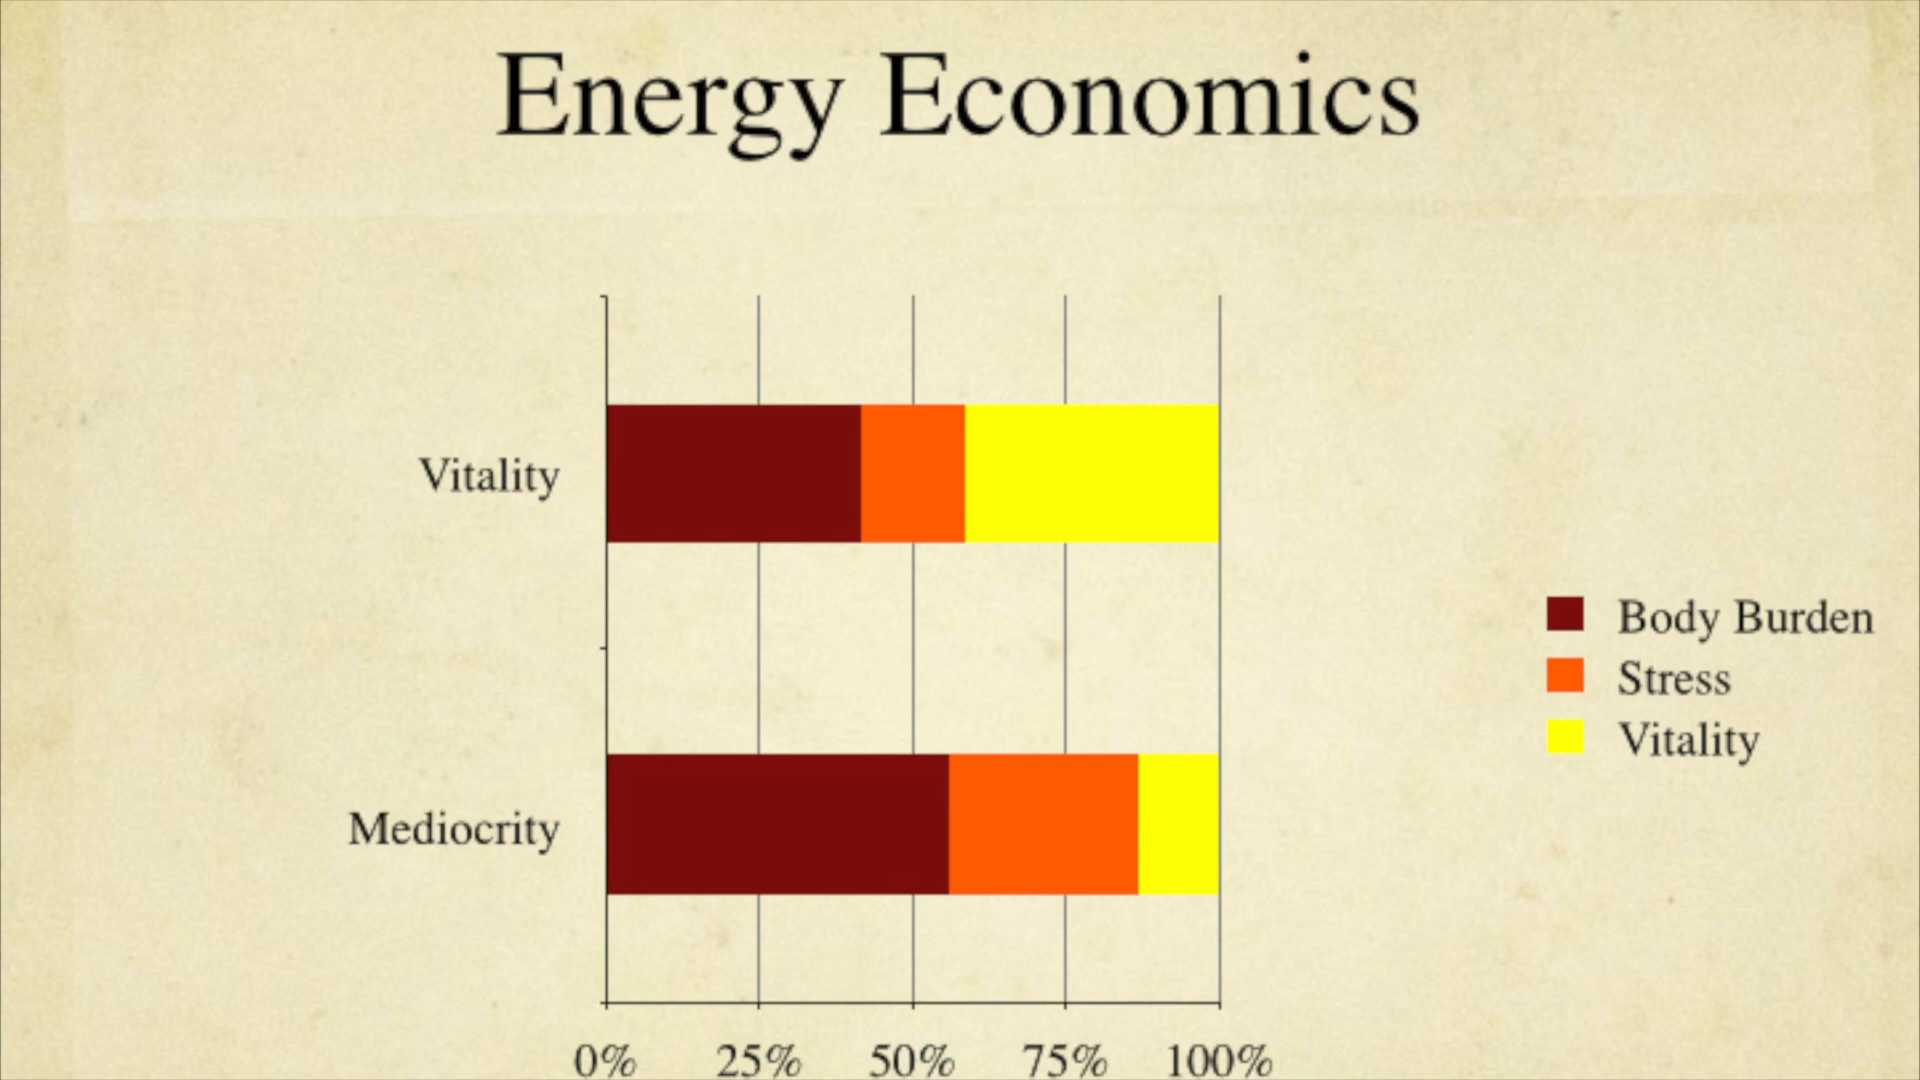 Energy Economics
Vitality
Mediocrity
0% 25% 50% 75% 100%
Body Burden
Stress
Vitality